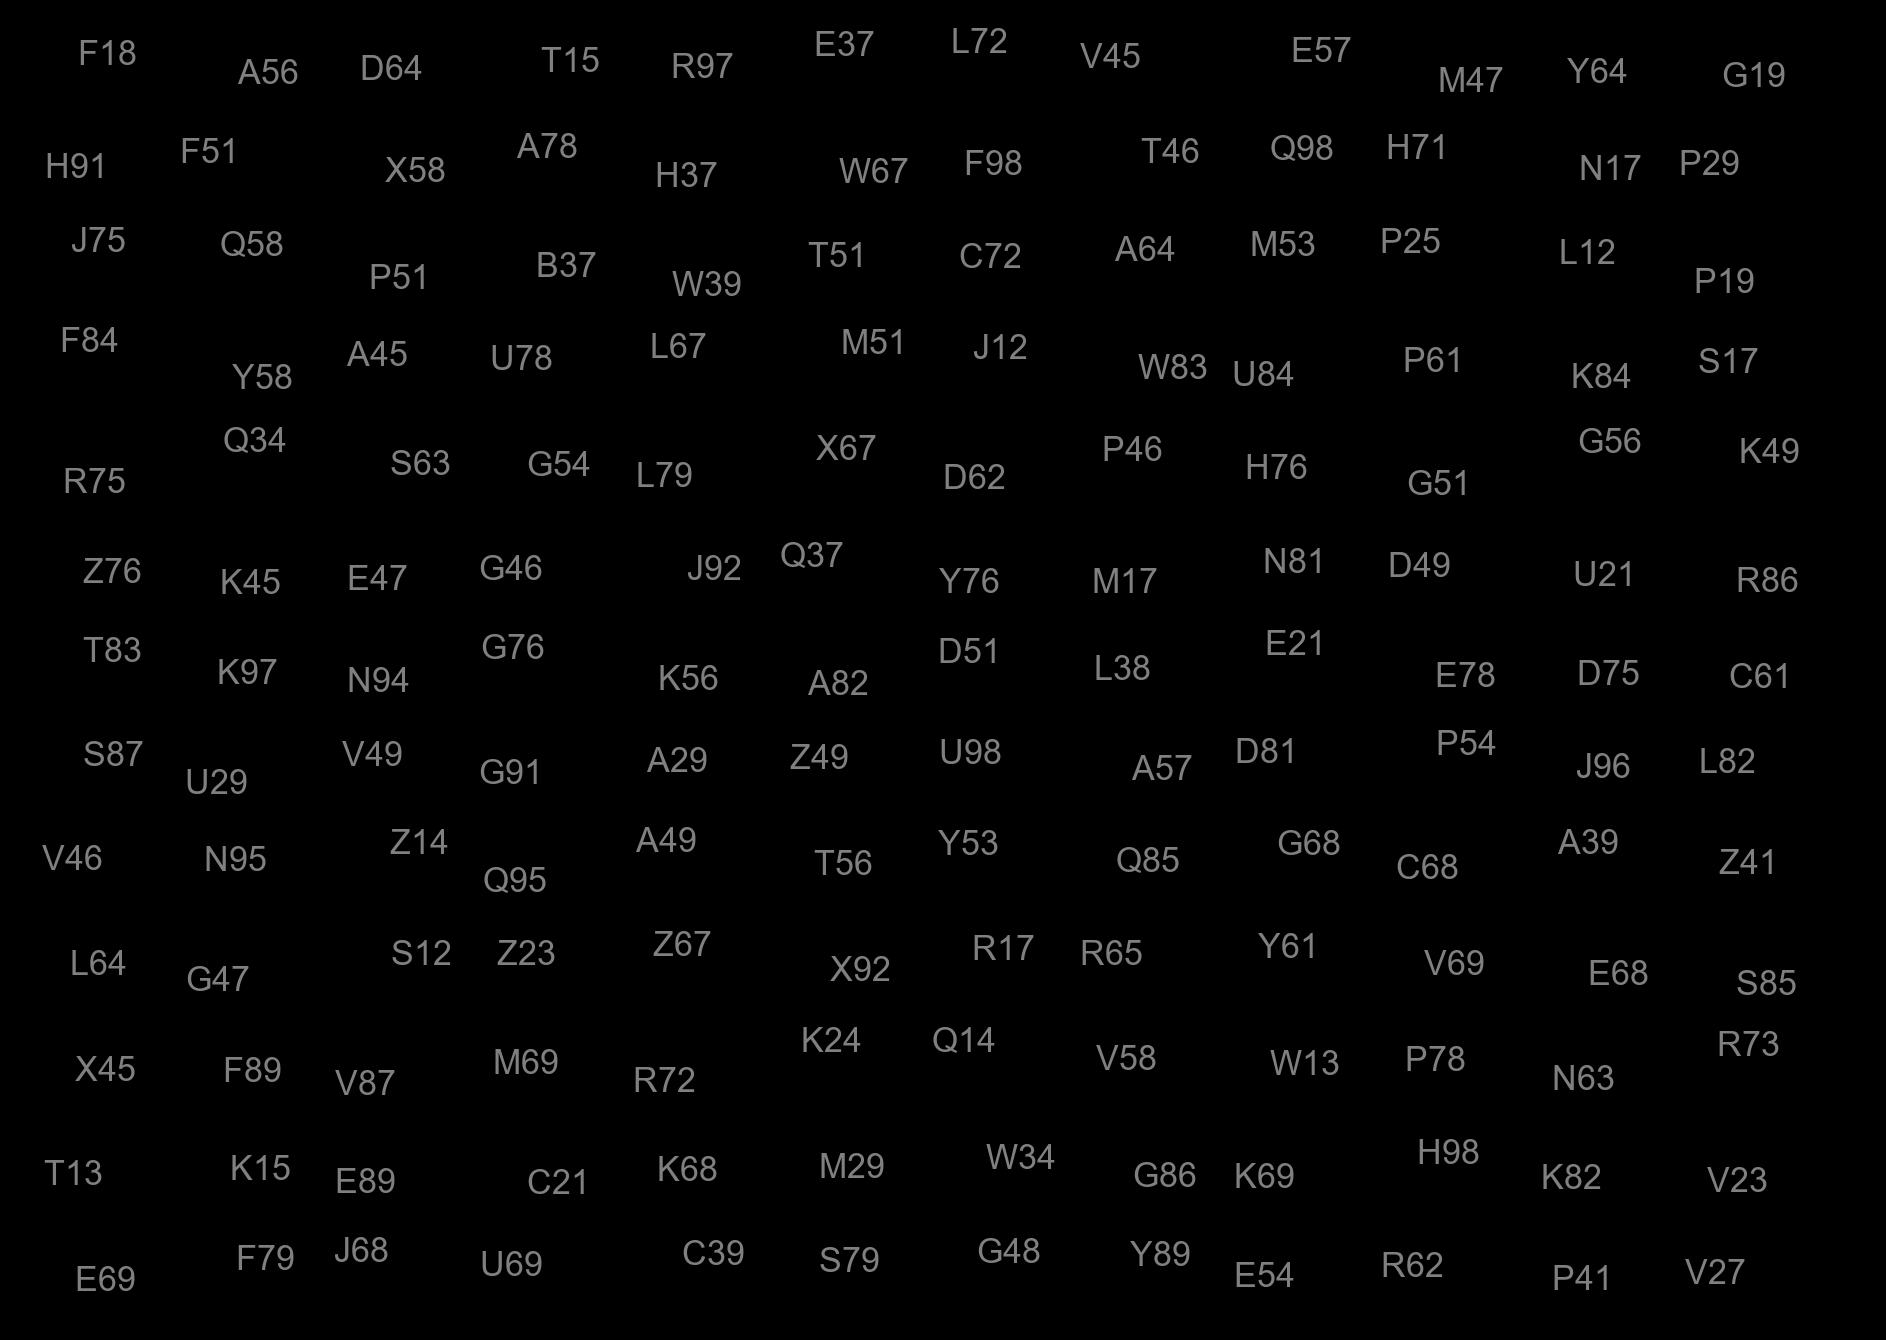 F18 A56 D64 T15 R97 E37 L72 V45 E57 M47 Y64 G19
H91 F51 X58 A78 H37 W67 F98 T46 Q98 H71 N17 P29
J75 Q58 P51 B37 W39 T51 C72 A64 M53 P25 L12 P19
F84 Y58 A45 U78 L67 M51 J12 W83 U84 P61 K84 S17
R75 Q34 S63 G54 L79 X67 D62 P46 H76 G51 G56 K49
Z76 K45 E47 G46 J92 Q37 Y76 M17 N81 D49 U21 R86
T83 K97 N94 G76 K56 A82 D51 L38 E21 E78 D75 C61
S87 U29 V49 G91 A29 Z49 U98 A57 D81 P54 J96 L82
V46 N95 Z14 Q95 A49 T56 Y53 Q85 G68 C68 A39 Z41
L64 G47 S12 Z23 Z67 X92 R17 R65 Y61 V69 E68 S85
X45 F89 V87 M69 R72 K24 Q14 V58 W13 P78 N63 R73
T13 K15 E89 C21 K68 M29 W34 G86 K69 H98 K82 V23
E69 F79 J68 U69 C39 S79 G48 Y89 E54 R62 P41 V27